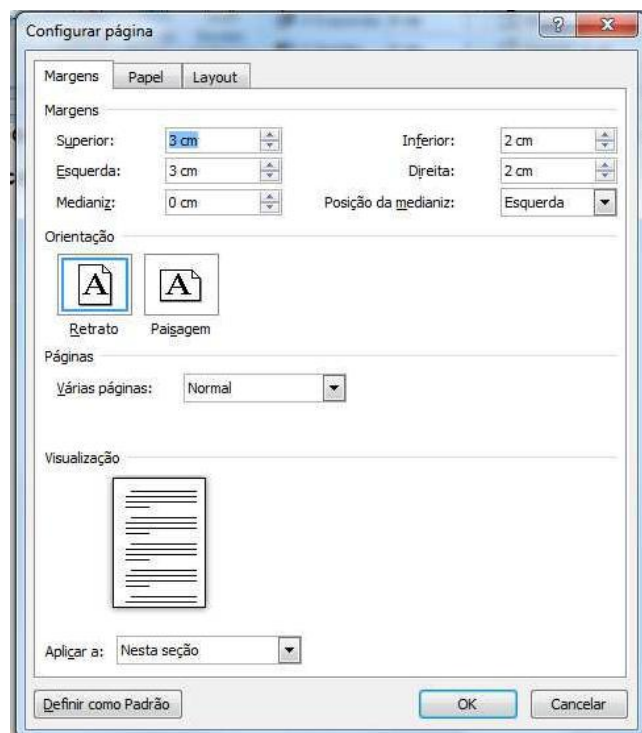 Configurar página
Margens Papel Layout
Margens
Superior: 3 cm Inferior: 2 cm
Esquerda: 3 cm Direita: 2 cm
Medianiz: 0 cm Posição da medianiz: Esquerda
Orientação
A A
Retrato Paisagem
Páginas
Várias páginas: Normal
Visualização
Aplicar a: Nesta seção
Definir como Padrão OK Cancelar